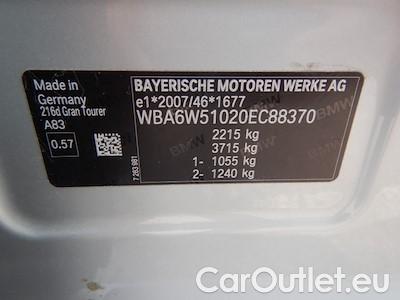 Made in
Germany
216d Gran Tourer
A83
0.57
7 263 981
BAYERISCHE MOTOREN WERKE AG
e1*2007/46*1677
WBA6W51020EC88370
2215 kg
3715 kg
1- 1055 kg
2- 1240 kg
CarOutlet.eu